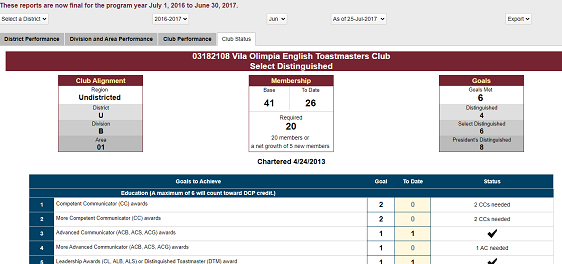 These reports are now final for the program year July 1, 2016 to June 30, 2017.
Select a District 2016-2017 Jun As of 25-Jul-2017 Export
District Performance Division and Area Performance Club Performance Club Status
03182108 Vila Olimpia English Toastmasters Club
Select Distinguished
Club Alignment
Region
Undistricted
District
U
Division
B
Area
01
Membership
Base To Date
41 26
Required
20
20 members or
a net growth of 5 new members
Goals
Goals Met
6
Distinguished
4
Select Distinguished
6
President's Distinguished
8
Chartered 4/24/2013
Goals to Achieve Goal To Date Status
Education (A maximum of 6 will count toward DCP credit.)
1 Competent Communicator (CC) awards 2 0 2 CCs needed
2 More Competent Communicator (CC) awards 2 0 2 CCs needed
3 Advanced Communicator (ACB, ACS, ACG) awards 1 1 ✔
4 More Advanced Communicator (ACB, ACS, ACG) awards 1 0 1 AC needed
5 Leadership Awards (CL, ALB, ALS) or Distinguished Toastmaster (DTM) award 1 1 ✔